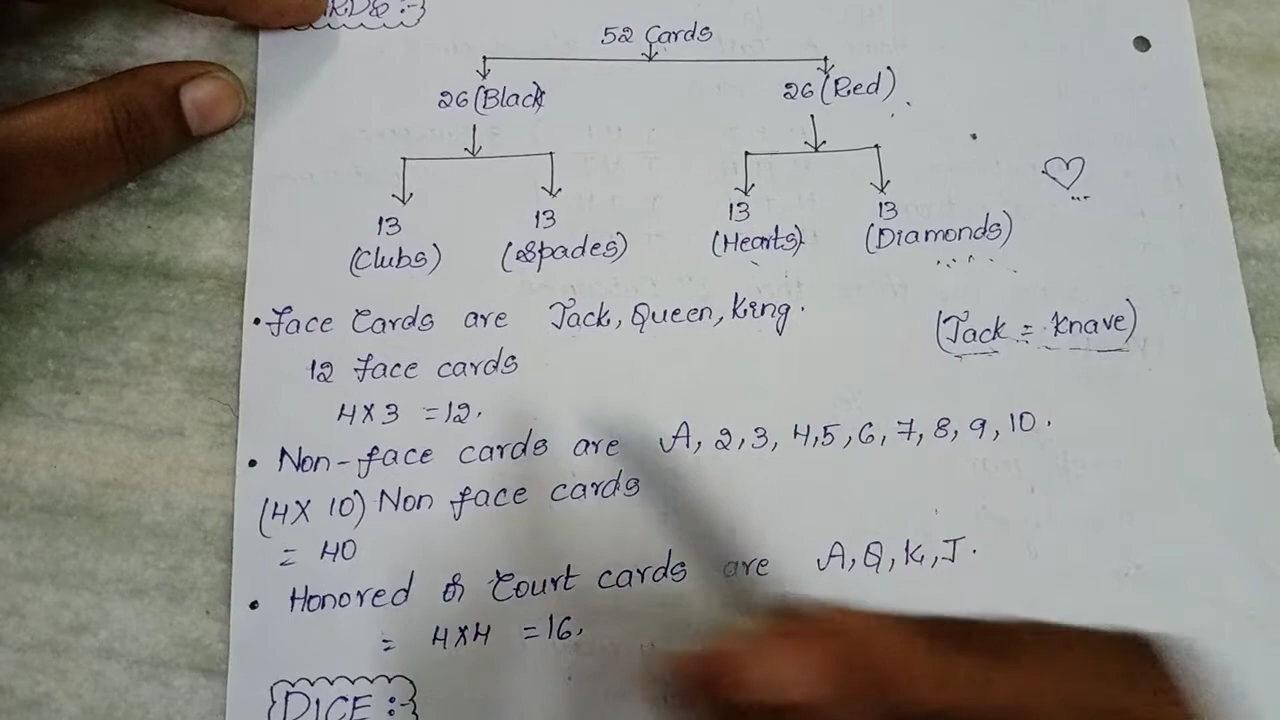 52 Cards
26(Black) 26(Red)
13 13 13 13
(Clubs) (Spades) (Hearts) (Diamonds)
• Face Cards are Jack, Queen, King.
(Jack = Knave)
12 face cards
4 X 3 = 12.
• Non-face cards are A, 2, 3, 4, 5, 6, 7, 8, 9, 10.
(4 X 10) Non face cards
= 40
• Honored or Court cards are A, Q, K, J.
= 4 X 4 = 16.
DICE :-